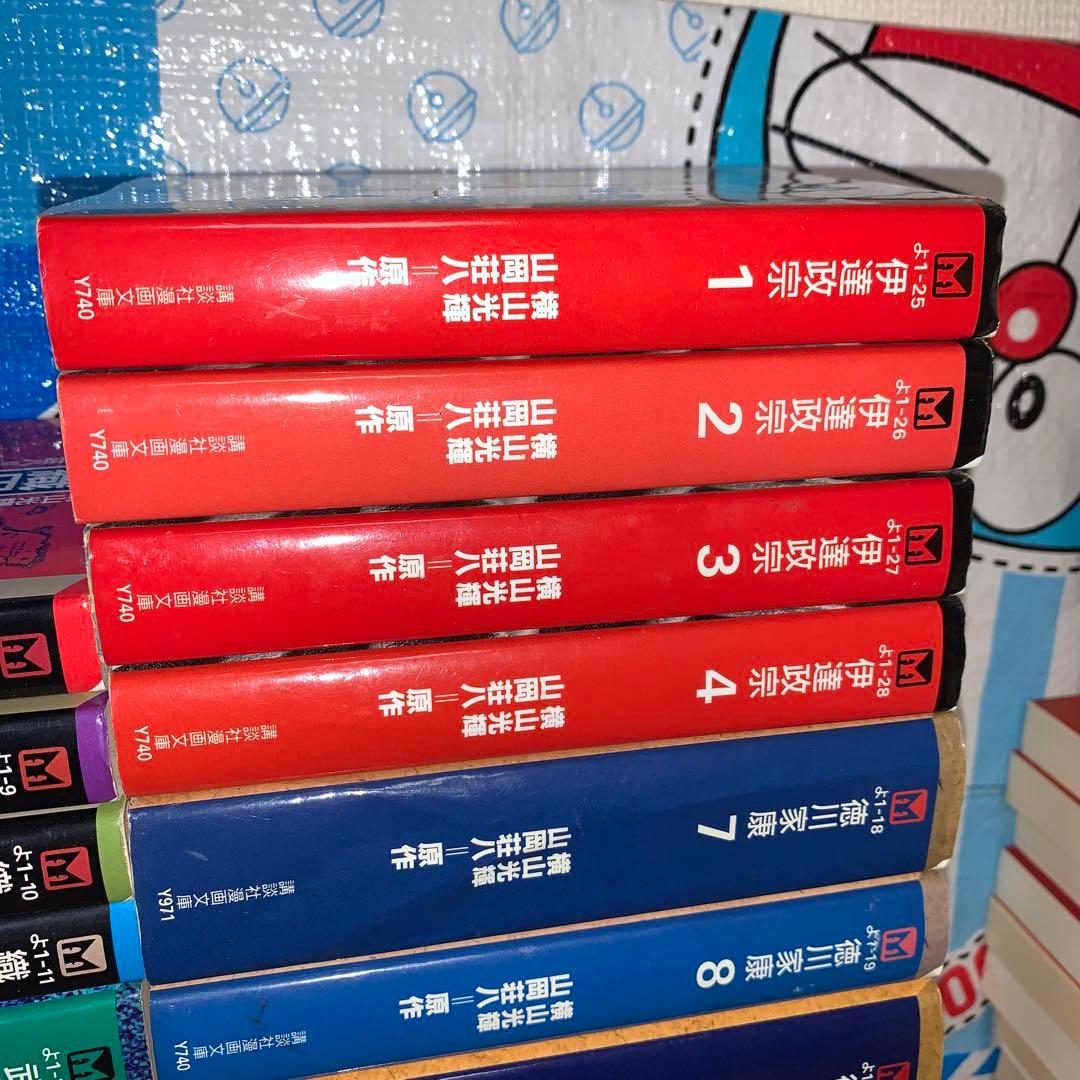 よ1-25
伊達政宗 1
横山光輝
山岡荘八=原作
講談社漫画文庫
Y740
よ1-26
伊達政宗 2
横山光輝
山岡荘八=原作
講談社漫画文庫
Y740
よ1-27
伊達政宗 3
横山光輝
山岡荘八=原作
講談社漫画文庫
Y740
よ1-28
伊達政宗 4
横山光輝
山岡荘八=原作
講談社漫画文庫
Y740
よ1-18
徳川家康 7
横山光輝
山岡荘八=原作
講談社漫画文庫
Y971
よ1-19
徳川家康 8
横山光輝
山岡荘八=原作
講談社漫画文庫
Y740
よ1-9
よ1-10
よ1-11
織